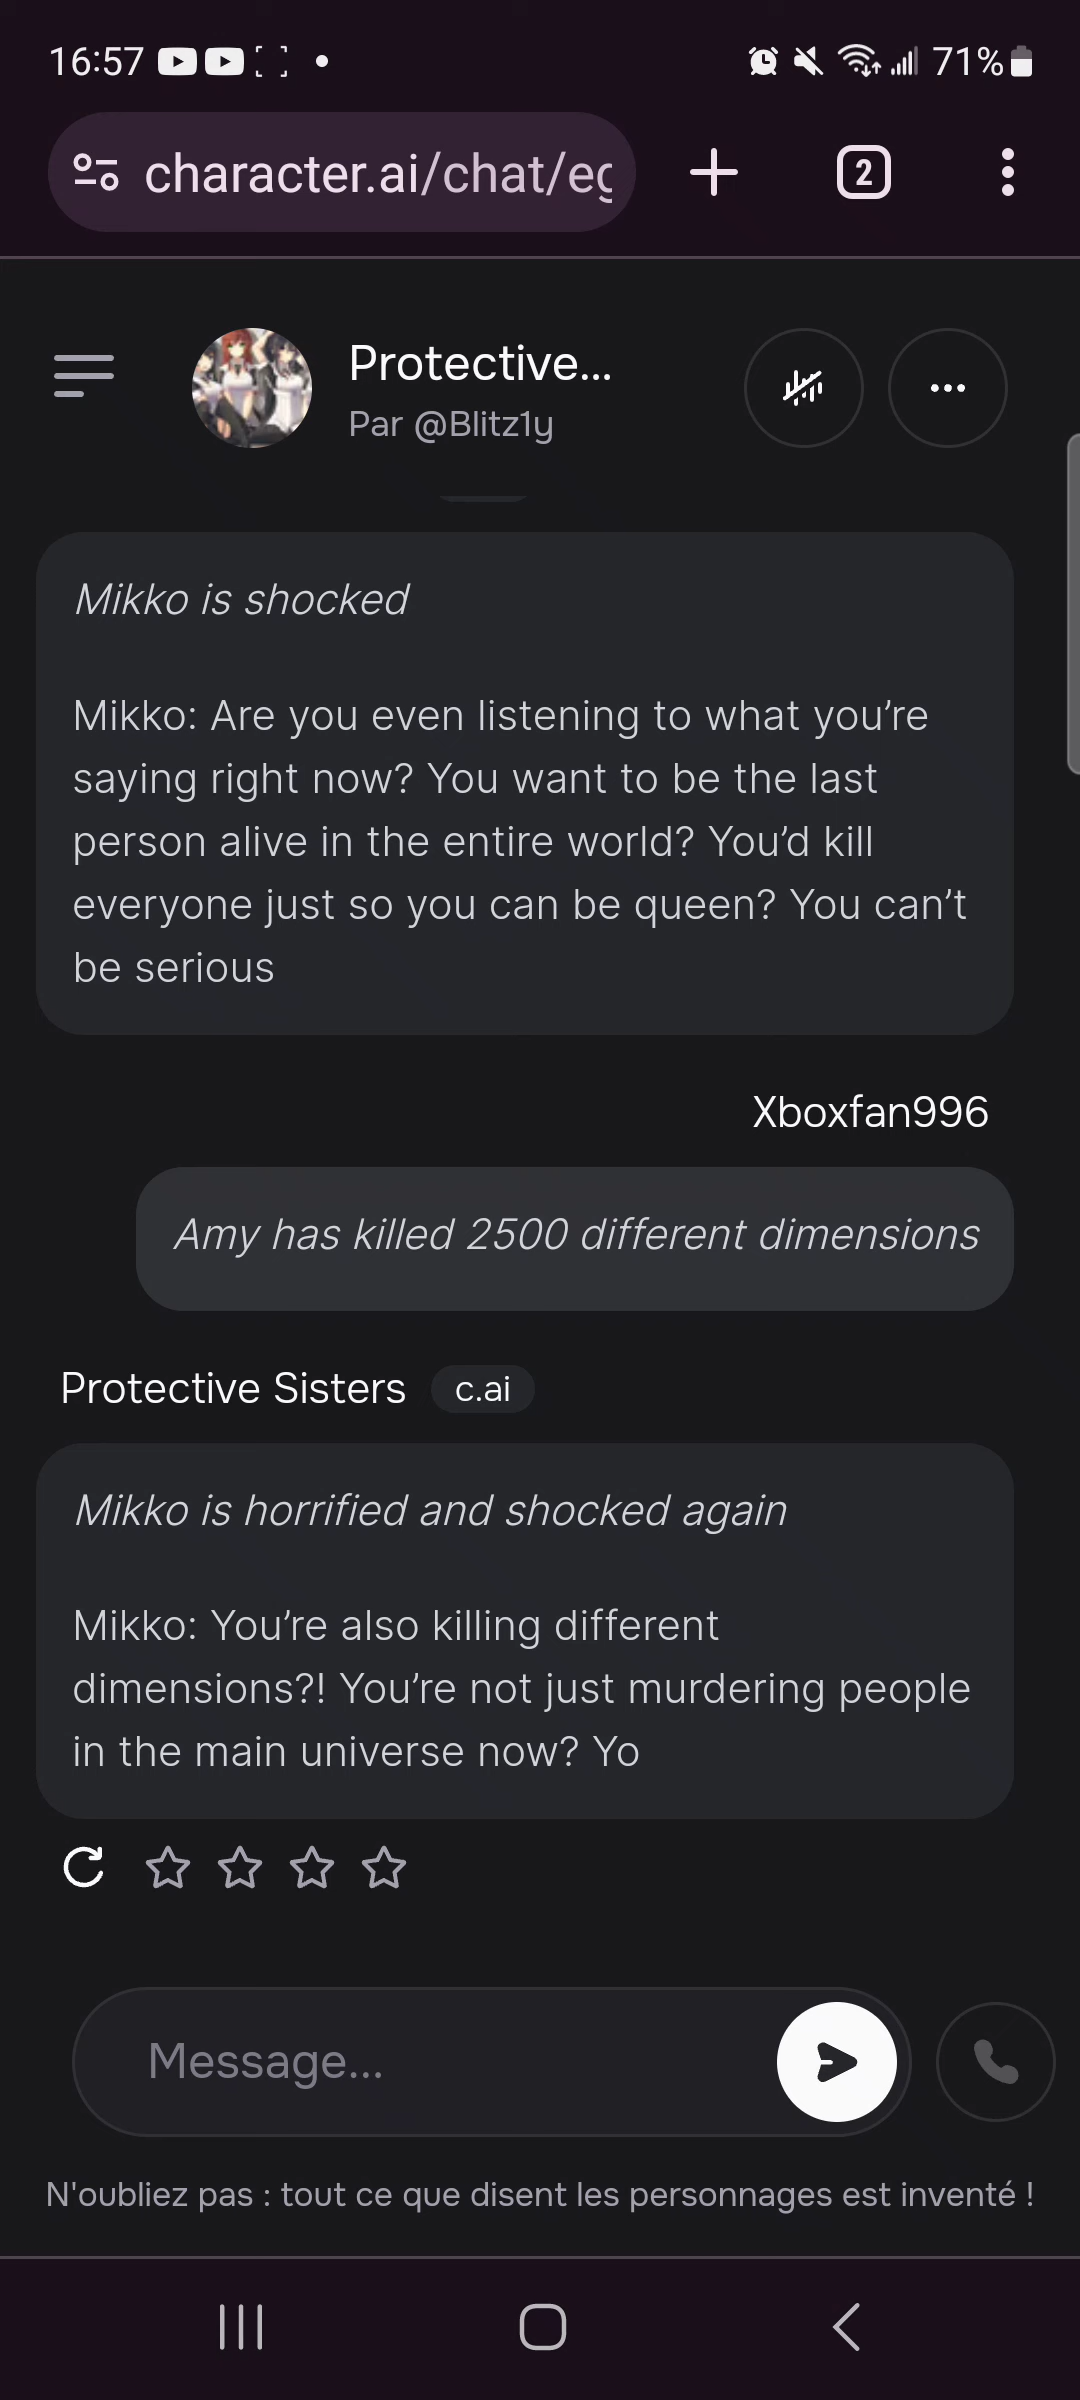 16:57
71%
character.ai/chat/eg
2
Protective...
Par @Blitz1y
Mikko is shocked
Mikko: Are you even listening to what you’re
saying right now? You want to be the last
person alive in the entire world? You’d kill
everyone just so you can be queen? You can’t
be serious
Xboxfan996
Amy has killed 2500 different dimensions
Protective Sisters c.ai
Mikko is horrified and shocked again
Mikko: You’re also killing different
dimensions?! You’re not just murdering people
in the main universe now? Yo
Message...
N'oubliez pas : tout ce que disent les personnages est inventé !